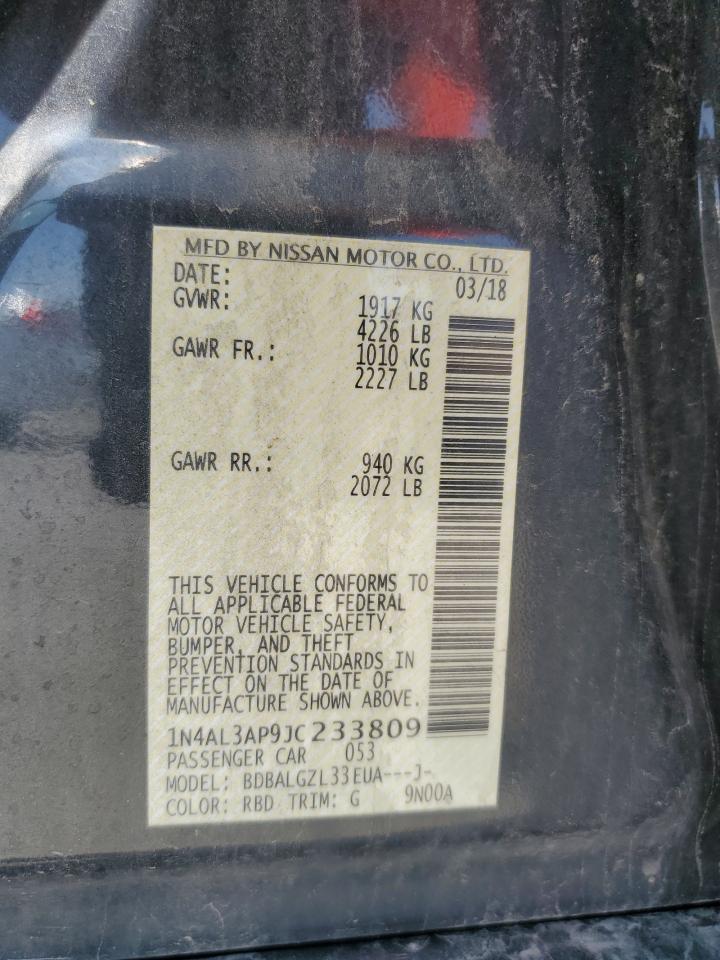 MFD BY NISSAN MOTOR CO., LTD.
DATE: 03/18
GVWR: 1917 KG
4226 LB
GAWR FR.: 1010 KG
2227 LB
GAWR RR.: 940 KG
2072 LB
THIS VEHICLE CONFORMS TO
ALL APPLICABLE FEDERAL
MOTOR VEHICLE SAFETY,
BUMPER, AND THEFT
PREVENTION STANDARDS IN
EFFECT ON THE DATE OF
MANUFACTURE SHOWN ABOVE.
1N4AL3AP9JC233809
PASSENGER CAR 053
MODEL: BDBALGZL33EUA---J-
COLOR: RBD TRIM: G 9N00A